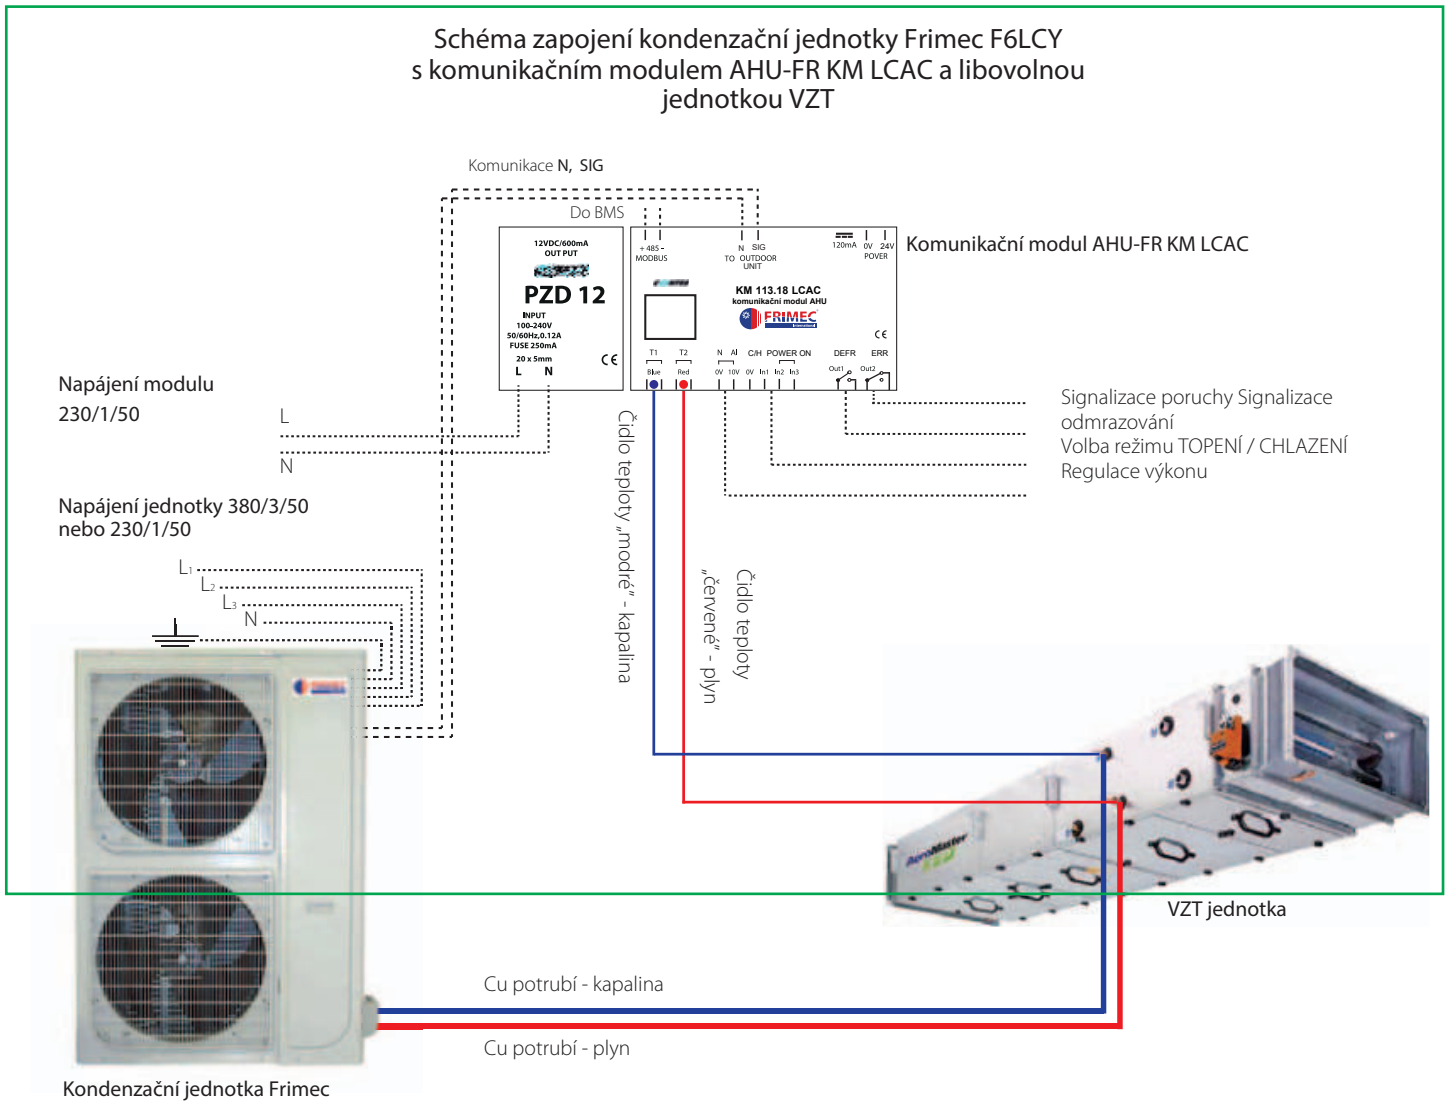 Schéma zapojení kondenzační jednotky Frimec F6LCY
s komunikačním modulem AHU-FR KM LCAC a libovolnou
jednotkou VZT
Komunikace N, SIG
Do BMS
12VDC/600mA
OUT PUT
PZD 12
INPUT
100-240V
50/60Hz,0.12A
FUSE 250mA
20 x 5mm
CE
L N
+ 485 -
MODBUS
N SIG
TO OUTDOOR
UNIT
120mA 0V 24V
POVER
KM 113.18 LCAC
komunikační modul AHU
FRIMEC
International
CE
T1 T2 N AI C/H POWER ON DEFR ERR
Blue Red 0V 10V 0V In1 In2 In3 Out1 Out2
Komunikační modul AHU-FR KM LCAC
Napájení modulu
230/1/50
L
N
Signalizace poruchy Signalizace
odmrazování
Volba režimu TOPENÍ / CHLAZENÍ
Regulace výkonu
Čidlo teploty „modré" - kapalina
Čidlo teploty
„červené" - plyn
Napájení jednotky 380/3/50
nebo 230/1/50
L1
L2
L3
N
FRIMEC
AeroMaster
VZT jednotka
Cu potrubí - kapalina
Cu potrubí - plyn
Kondenzační jednotka Frimec